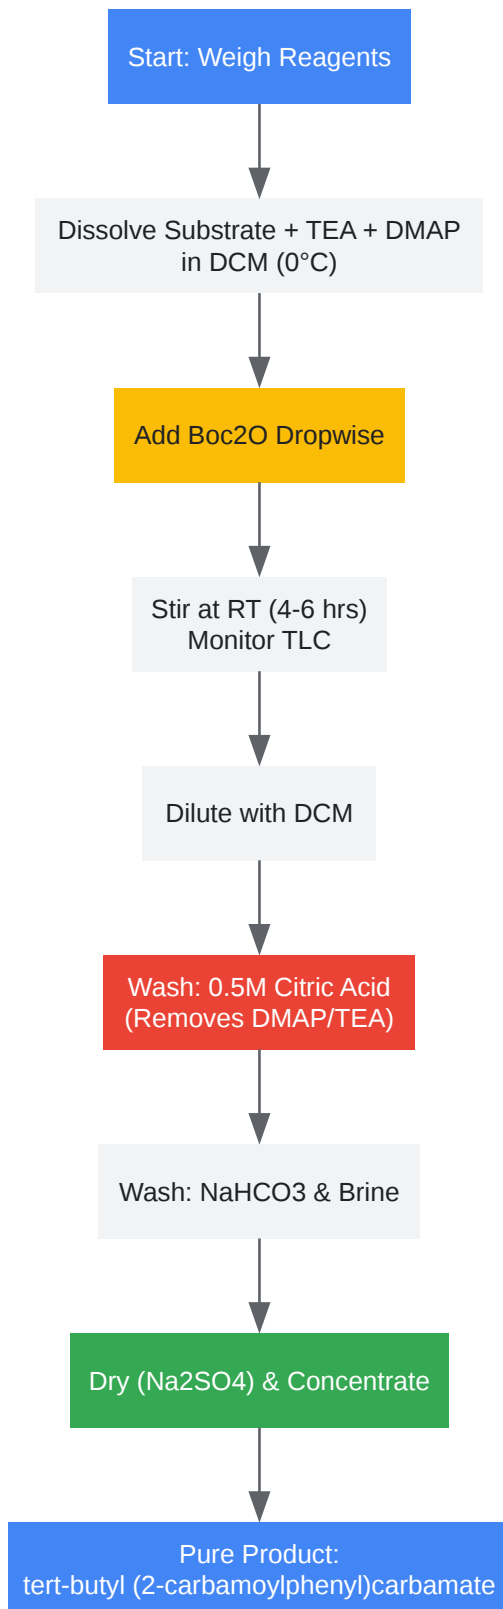 Start: Weigh Reagents
Dissolve Substrate + TEA + DMAP
in DCM (0°C)
Add Boc2O Dropwise
Stir at RT (4-6 hrs)
Monitor TLC
Dilute with DCM
Wash: 0.5M Citric Acid
(Removes DMAP/TEA)
Wash: NaHCO3 & Brine
Dry (Na2SO4) & Concentrate
Pure Product:
tert-butyl (2-carbamoylphenyl)carbamate